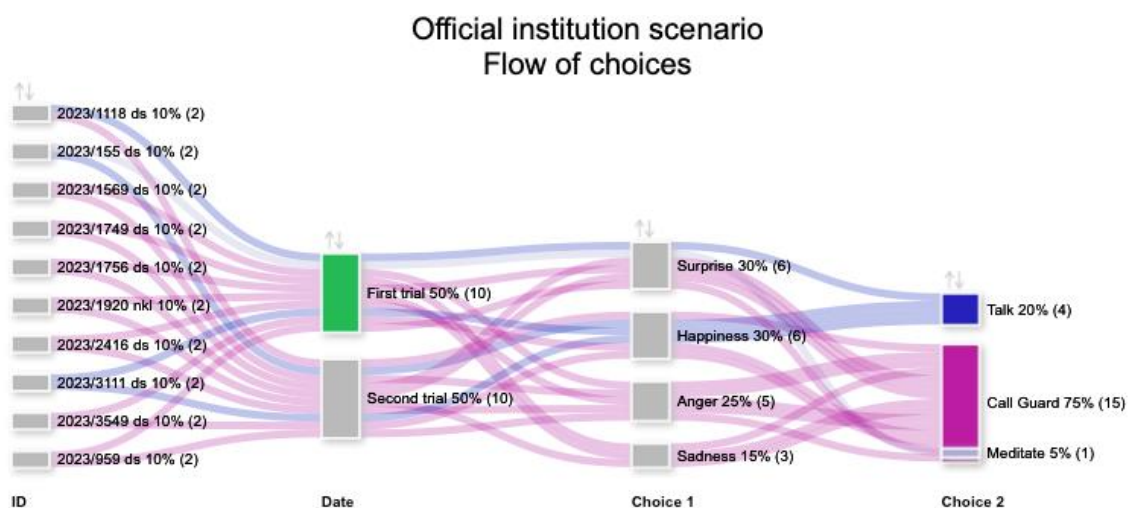 Official institution scenario
Flow of choices
2023/1118 ds 10% (2)
2023/155 ds 10% (2)
2023/1569 ds 10% (2)
2023/1749 ds 10% (2)
2023/1756 ds 10% (2)
2023/1920 nkl 10% (2)
2023/2416 ds 10% (2)
2023/3111 ds 10% (2)
2023/3549 ds 10% (2)
2023/959 ds 10% (2)
First trial 50% (10)
Second trial 50% (10)
Surprise 30% (6)
Happiness 30% (6)
Anger 25% (5)
Sadness 15% (3)
Talk 20% (4)
Call Guard 75% (15)
Meditate 5% (1)
ID Date Choice 1 Choice 2